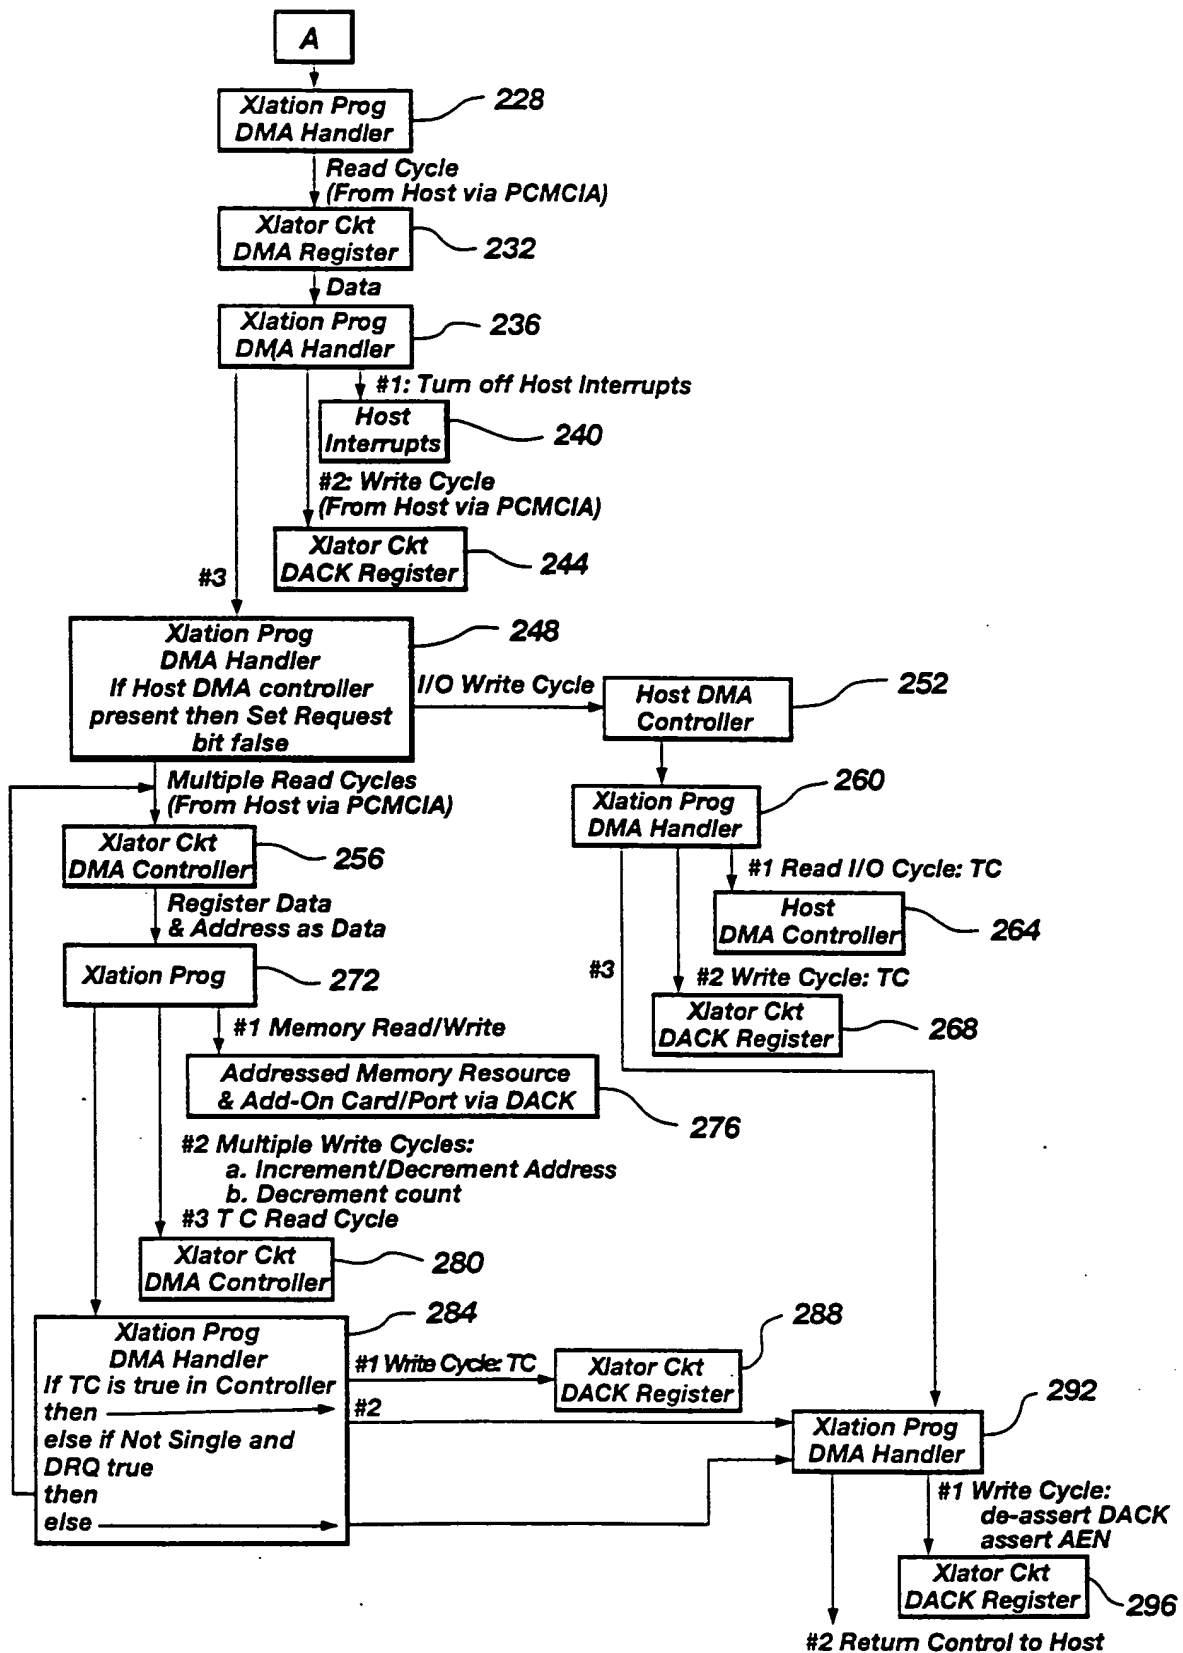 A
Xlation Prog
DMA Handler
228
Read Cycle
(From Host via PCMCIA)
Xlator Ckt
DMA Register
232
Data
Xlation Prog
DMA Handler
236
#1: Turn off Host Interrupts
Host
Interrupts
240
#2: Write Cycle
(From Host via PCMCIA)
Xlator Ckt
DACK Register
244
#3
Xlation Prog
DMA Handler
If Host DMA controller
present then Set Request
bit false
248
I/O Write Cycle
Host DMA
Controller
252
Multiple Read Cycles
(From Host via PCMCIA)
Xlation Prog
DMA Handler
260
Xlator Ckt
DMA Controller
256
#1 Read I/O Cycle: TC
Host
DMA Controller
264
Register Data
& Address as Data
Xlation Prog
272
#3
#2 Write Cycle: TC
Xlator Ckt
DACK Register
268
#1 Memory Read/Write
Addressed Memory Resource
& Add-On Card/Port via DACK
276
#2 Multiple Write Cycles:
a. Increment/Decrement Address
b. Decrement count
#3 T C Read Cycle
Xlator Ckt
DMA Controller
280
Xlation Prog
DMA Handler
If TC is true in Controller
then
else if Not Single and
DRQ true
then
else
284
#1 Write Cycle: TC
Xlator Ckt
DACK Register
288
#2
Xlation Prog
DMA Handler
292
#1 Write Cycle:
de-assert DACK
assert AEN
Xlator Ckt
DACK Register
296
#2 Return Control to Host